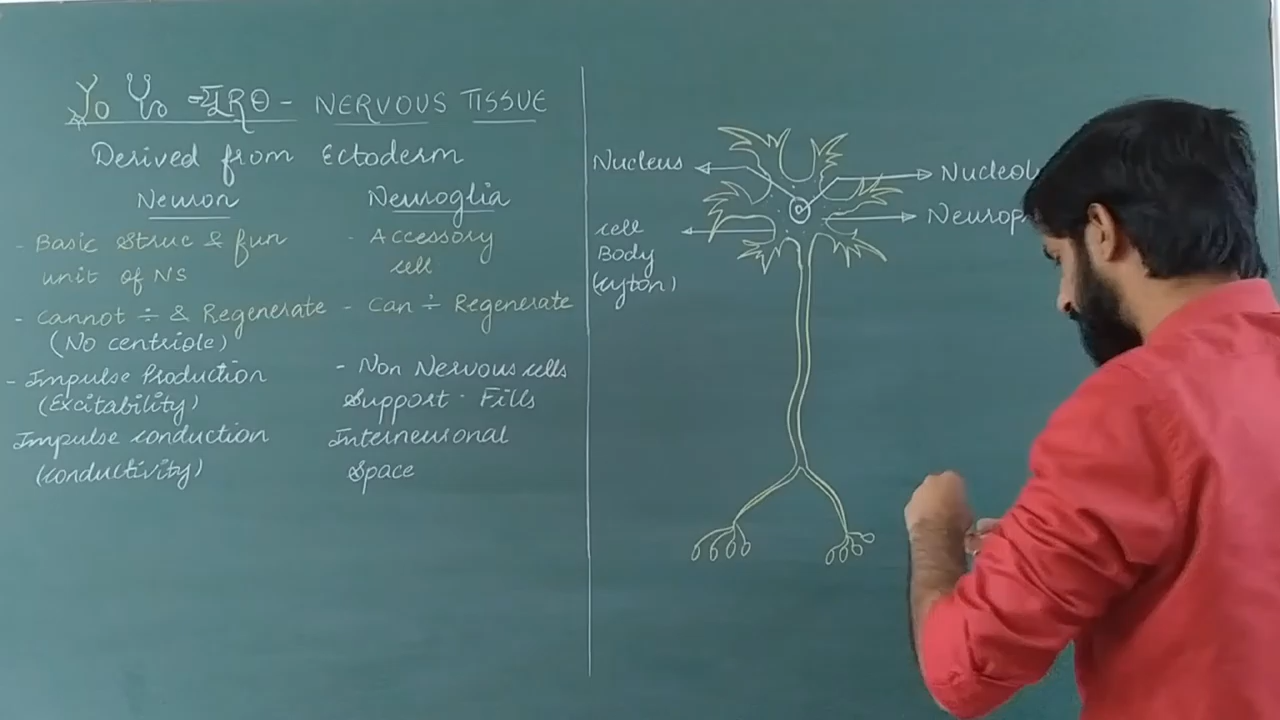 NERVOUS TISSUE
Derived from Ectoderm
Neuron
- Basic Struc & fun
unit of NS
- Cannot ÷ & Regenerate
(No centriole)
- Impulse Production
(Excitability)
Impulse conduction
(conductivity)
Neuroglia
- Accessory
cell
- Can ÷ Regenerate
- Non Nervous cells
Support. Fills
Interneuronal
Space
Nucleus
cell
Body
(cyton)
Nucleol
Neurop